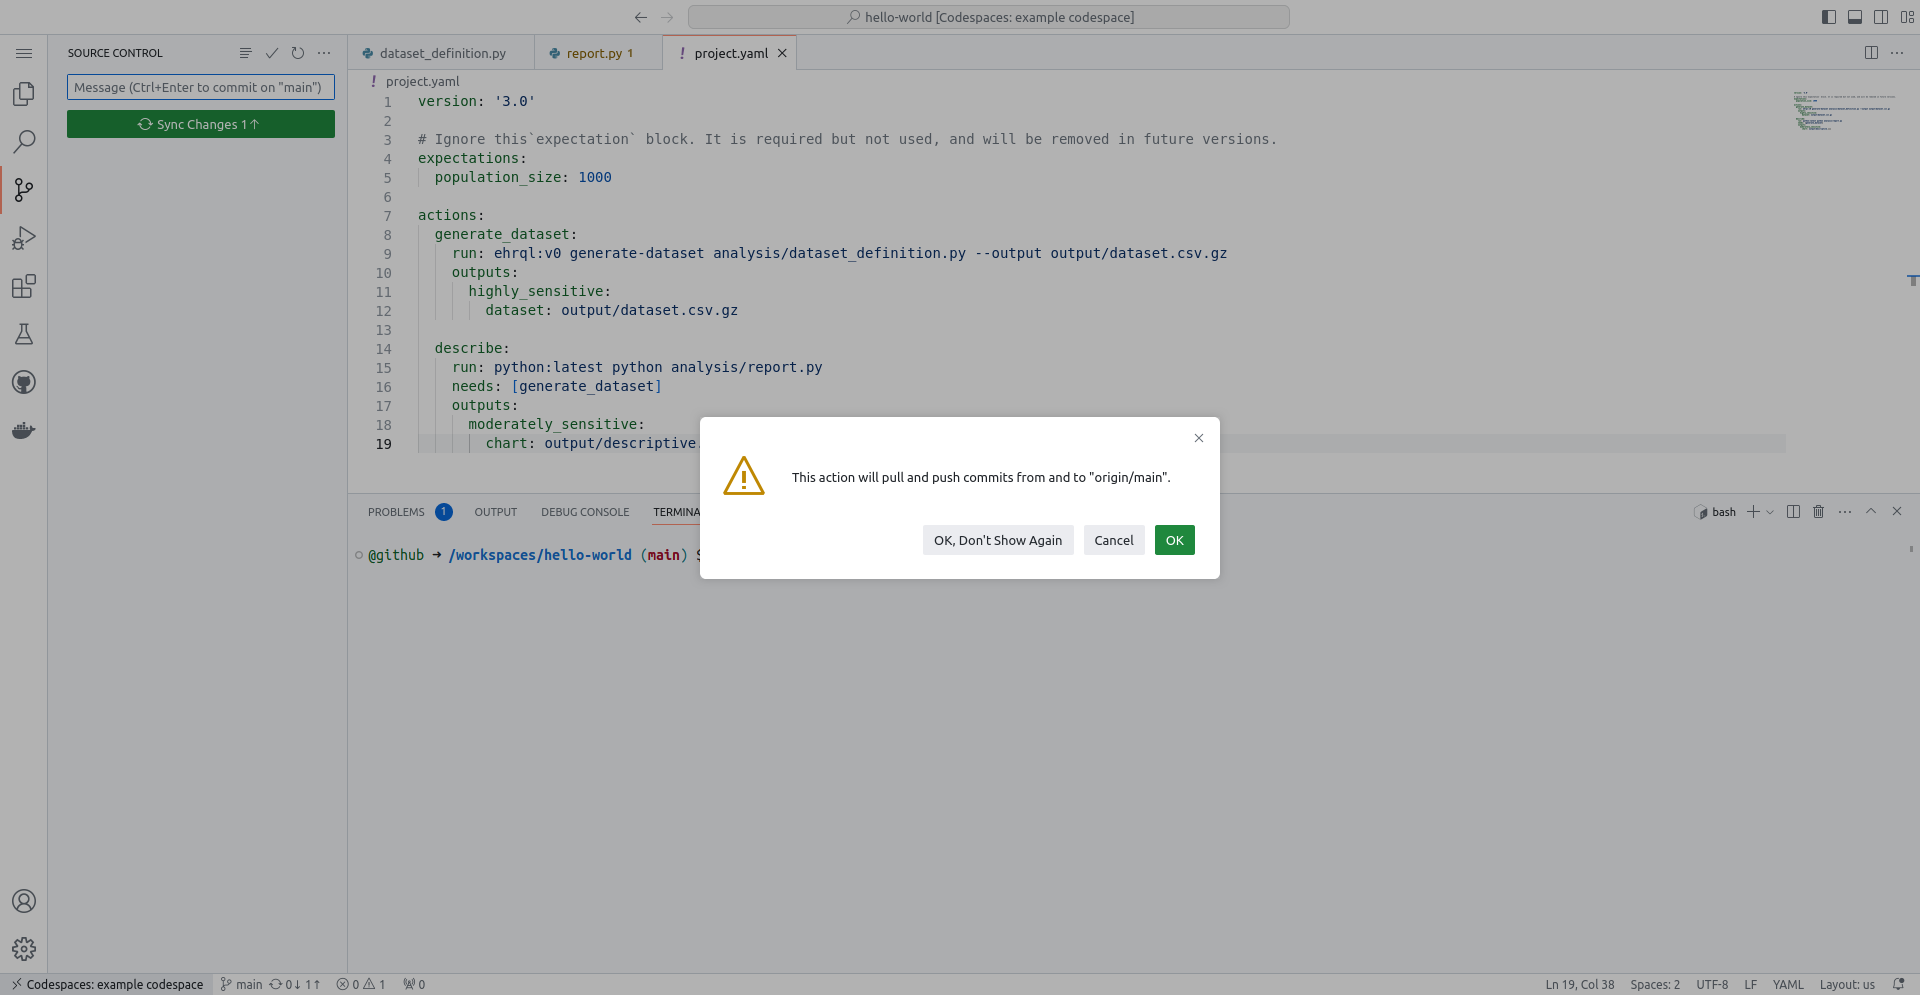 hello-world [Codespaces: example codespace]
SOURCE CONTROL
Message (Ctrl+Enter to commit on "main")
Sync Changes 1↑
dataset_definition.py
report.py 1
! project.yaml
! project.yaml
1 version: '3.0'
2
3 # Ignore this`expectation` block. It is required but not used, and will be removed in future versions.
4 expectations:
5 population_size: 1000
6
7 actions:
8 generate_dataset:
9 run: ehrql:v0 generate-dataset analysis/dataset_definition.py --output output/dataset.csv.gz
10 outputs:
11 highly_sensitive:
12 dataset: output/dataset.csv.gz
13
14 describe:
15 run: python:latest python analysis/report.py
16 needs: [generate_dataset]
17 outputs:
18 moderately_sensitive:
19 chart: output/descriptive.
This action will pull and push commits from and to "origin/main".
OK, Don't Show Again
Cancel
OK
PROBLEMS 1 OUTPUT DEBUG CONSOLE TERMINA
bash
@github ➜ /workspaces/hello-world (main) $
Codespaces: example codespace main 0↓ 1↑ 0 1 0
Ln 19, Col 38 Spaces: 2 UTF-8 LF YAML Layout: us